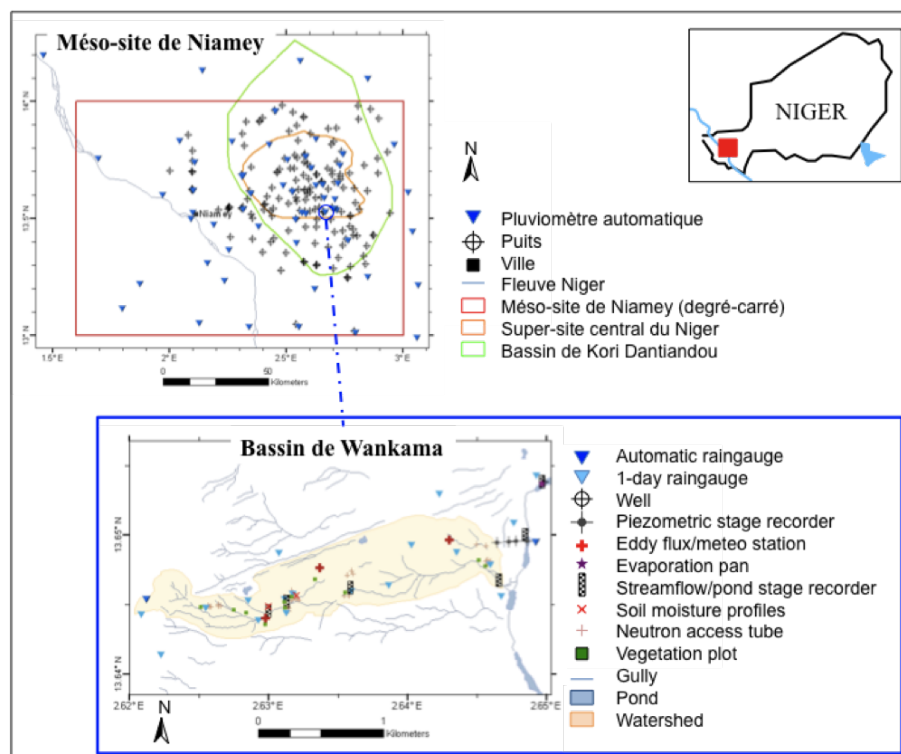 Méso-site de Niamey
14° N
13.5° N
13° N
Niamey
1.5° E
2° E
2.5° E
3° E
0
50
Kilometers
NIGER
N
Pluviomètre automatique
Puits
Ville
Fleuve Niger
Méso-site de Niamey (degré-carré)
Super-site central du Niger
Bassin de Kori Dantiandou
Bassin de Wankama
13.65° N
13.64° N
2.62° E
2.63° E
2.64° E
2.65° E
N
0
1
Kilometers
Automatic raingauge
1-day raingauge
Well
Piezometric stage recorder
Eddy flux/meteo station
Evaporation pan
Streamflow/pond stage recorder
Soil moisture profiles
Neutron access tube
Vegetation plot
Gully
Pond
Watershed